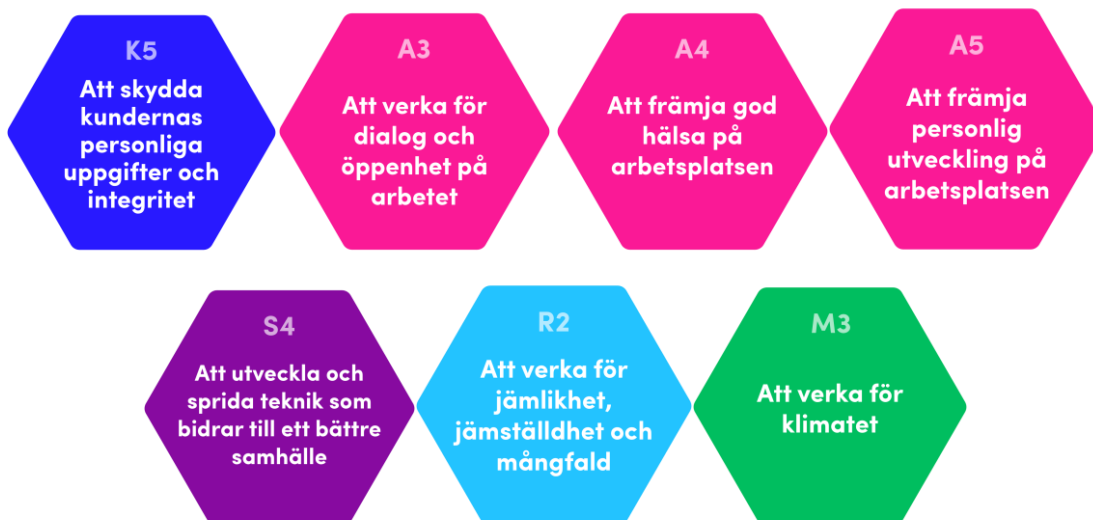 K5
Att skydda
kundernas
personliga
uppgifter och
integritet
A3
Att verka för
dialog och
öppenhet på
arbetet
A4
Att främja god
hälsa på
arbetsplatsen
A5
Att främja
personlig
utveckling på
arbetsplatsen
S4
Att utveckla och
sprida teknik som
bidrar till ett bättre
samhälle
R2
Att verka för
jämlikhet,
jämställdhet och
mångfald
M3
Att verka för
klimatet